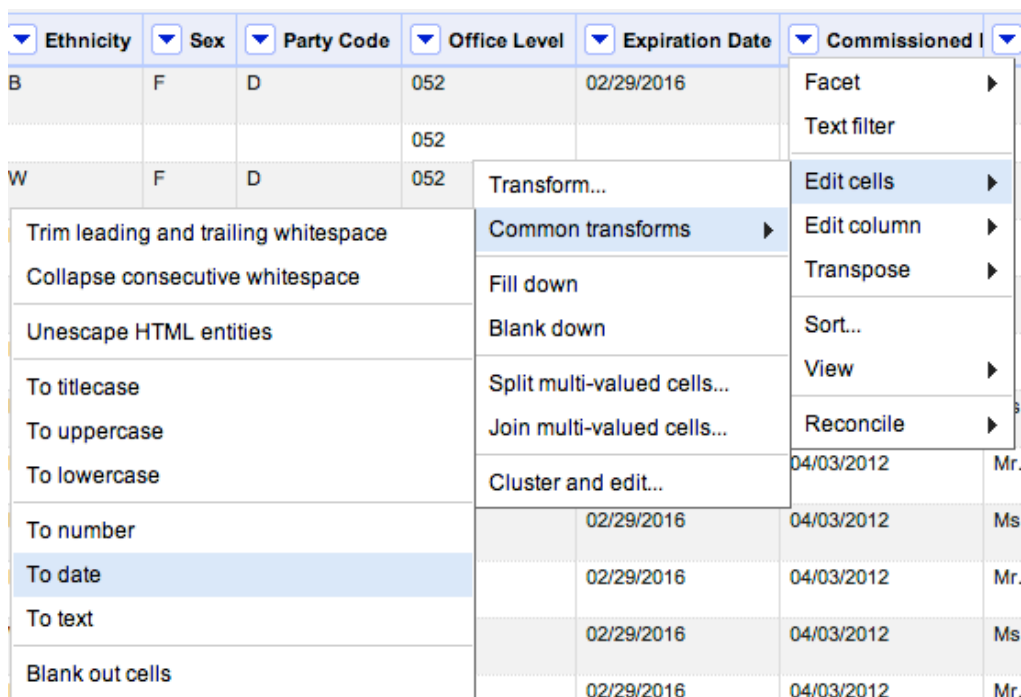 Ethnicity Sex Party Code Office Level Expiration Date Commissioned
B F D 052 02/29/2016
052
W F D 052
Facet
Text filter
Edit cells
Edit column
Transpose
Sort...
View
Reconcile
Transform...
Common transforms
Fill down
Blank down
Split multi-valued cells...
Join multi-valued cells...
Cluster and edit...
Trim leading and trailing whitespace
Collapse consecutive whitespace
Unescape HTML entities
To titlecase
To uppercase
To lowercase
To number
To date
To text
Blank out cells
04/03/2012 Mr.
02/29/2016 04/03/2012 Ms
02/29/2016 04/03/2012 Mr.
02/29/2016 04/03/2012 Ms
02/29/2016 04/03/2012 Mr.